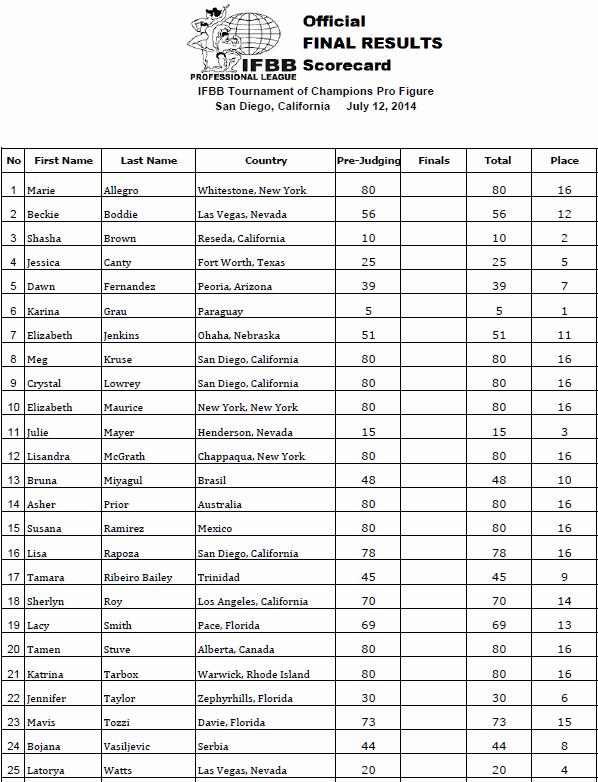 Official
FINAL RESULTS
IFBB Scorecard
PROFESSIONAL LEAGUE
IFBB Tournament of Champions Pro Figure
San Diego, California July 12, 2014
No First Name Last Name Country Pre-Judging Finals Total Place
1 Marie Allegro Whitestone, New York 80 80 16
2 Beckie Boddie Las Vegas, Nevada 56 56 12
3 Shasha Brown Reseda, California 10 10 2
4 Jessica Canty Fort Worth, Texas 25 25 5
5 Dawn Fernandez Peoria, Arizona 39 39 7
6 Karina Grau Paraguay 5 5 1
7 Elizabeth Jenkins Ohaha, Nebraska 51 51 11
8 Meg Kruse San Diego, California 80 80 16
9 Crystal Lowrey San Diego, California 80 80 16
10 Elizabeth Maurice New York, New York 80 80 16
11 Julie Mayer Henderson, Nevada 15 15 3
12 Lisandra McGrath Chappaqua, New York 80 80 16
13 Bruna Miyagul Brasil 48 48 10
14 Asher Prior Australia 80 80 16
15 Susana Ramirez Mexico 80 80 16
16 Lisa Rapoza San Diego, California 78 78 16
17 Tamara Ribeiro Bailey Trinidad 45 45 9
18 Sherlyn Roy Los Angeles, California 70 70 14
19 Lacy Smith Pace, Florida 69 69 13
20 Tamen Stuve Alberta, Canada 80 80 16
21 Katrina Tarbox Warwick, Rhode Island 80 80 16
22 Jennifer Taylor Zephyrhills, Florida 30 30 6
23 Mavis Tozzi Davie, Florida 73 73 15
24 Bojana Vasiljevic Serbia 44 44 8
25 Latorya Watts Las Vegas, Nevada 20 20 4